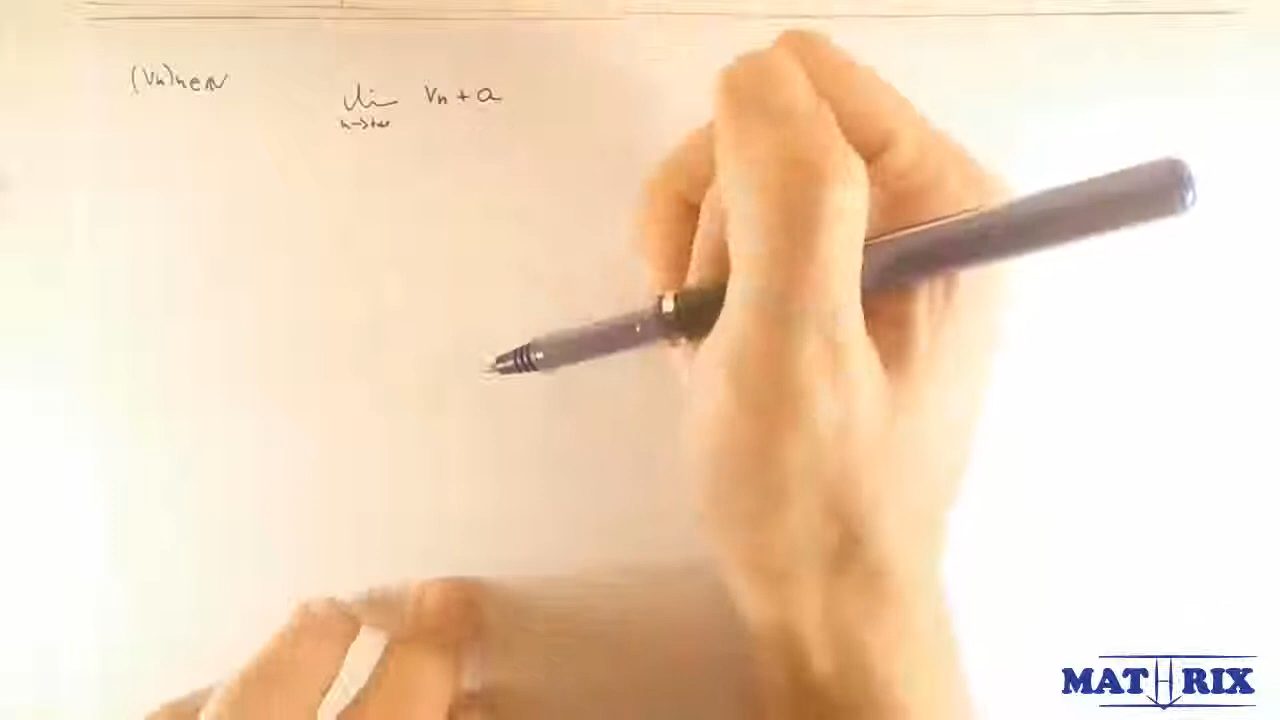 (Vn)n∈ℕ
lim Vn + a
n→+∞
MATHRIX